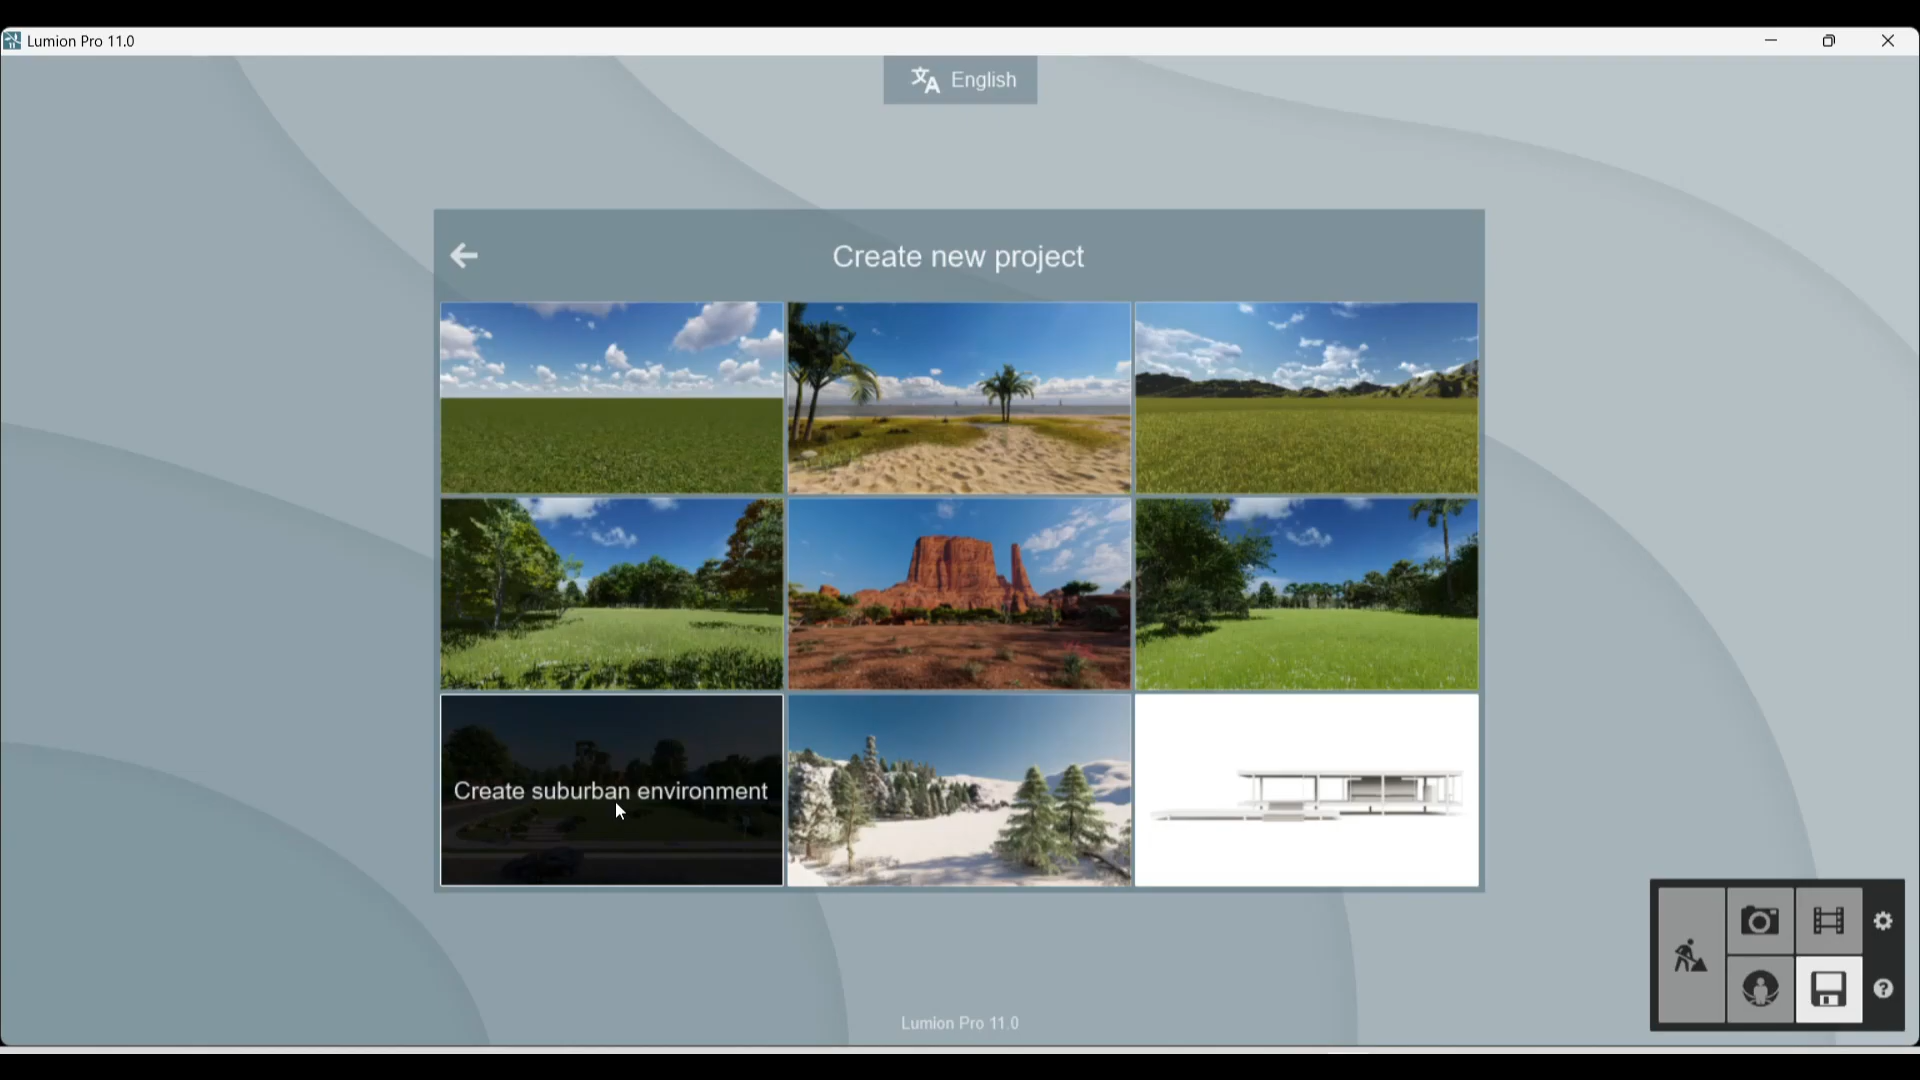 Lumion Pro 11.0
English
Create new project
Create suburban environment
Lumion Pro 11.0